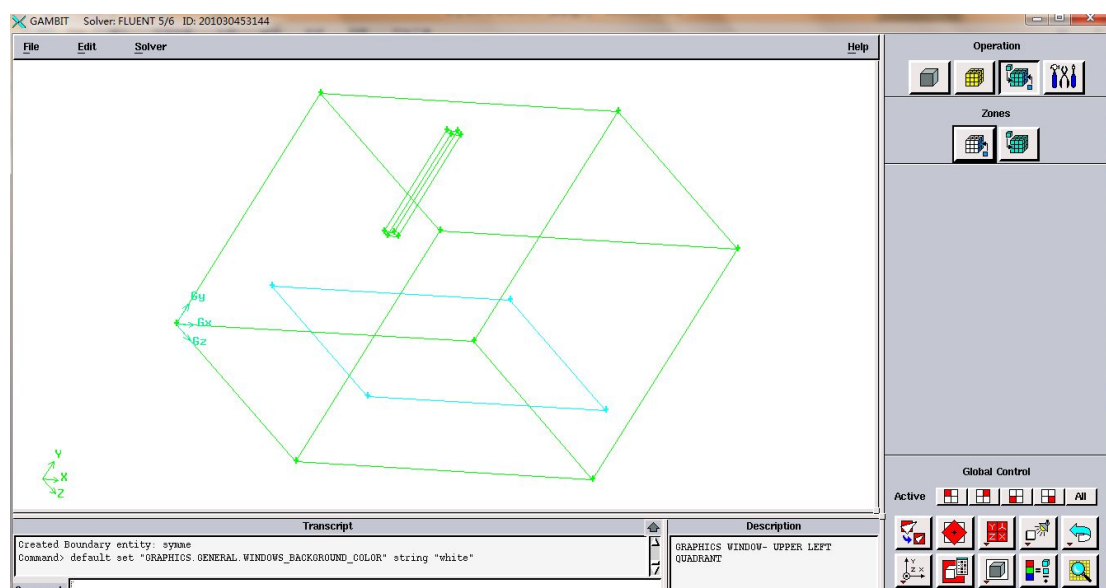 GAMBIT Solver: FLUENT 5/6 ID: 201030453144
File Edit Solver Help
Operation
Zones
Gy
Gx
Gz
Y
X
Z
Global Control
Active All
Transcript
Description
Created Boundary entity: symme
Command> default set "GRAPHICS.GENERAL.WINDOWS_BACKGROUND_COLOR" string "white"
GRAPHICS WINDOW- UPPER LEFT
QUADRANT